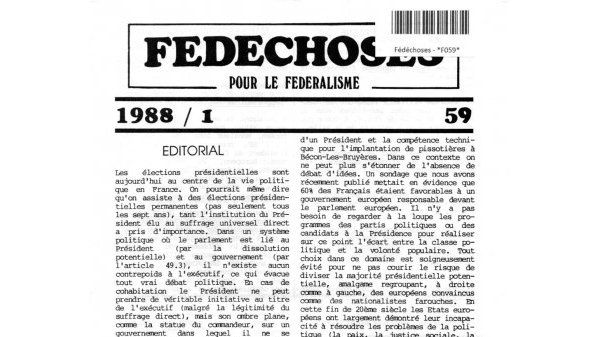 FEDECHOSES
Fédéchoses - *F059*
POUR LE FEDERALISME
1988 / 1
59
EDITORIAL
Les élections présidentielles sont
aujourd'hui au centre de la vie politi-
que en France. On pourrait même dire
qu'on assiste à des élections présiden-
tielles permanentes (pas seulement tous
les sept ans), tant l'institution du Pré-
sident élu au suffrage universel direct
a pris d'importance. Dans un système
politique où le parlement est lié au
Président (par la dissolution
potentielle) et au gouvernement (par
l'article 49.3), il n'existe aucun
contrepoids à l'exécutif, ce qui évacue
tout vrai débat politique. En cas de
cohabitation le Président ne peut
prendre de véritable initiative au titre
de l'exécutif (malgré la légitimité du
suffrage direct), mais son ombre plane,
comme la statue du commandeur, sur un
gouvernement dans lequel il ne se
d'un Président et la compétence techni-
que pour l'implantation de pissotières à
Bécon-Les-Bruyères. Dans ce contexte on
ne peut plus s'étonner de l'absence de
débat d'idées. Un sondage que nous avons
récemment publié mettait en évidence que
60% des Français étaient favorables à un
gouvernement européen responsable devant
le parlement européen. Il n'y a pas
besoin de regarder à la loupe les pro-
grammes des partis politiques ou des
candidats à la Présidence pour réaliser
sur ce point l'écart entre la classe po-
litique et la volonté populaire. Tout
choix dans ce domaine est soigneusement
évité pour ne pas courir le risque de
diviser la majorité présidentielle poten-
tielle, amalgame regroupant, à droite
comme à gauche, des européens convaincus
comme des nationalistes farouches. En
cette fin de 20ème siècle les Etats euro-
péens ont largement démontré leur incapa-
cité à résoudre les problèmes de la poli-
tique (la paix, la justice sociale, la